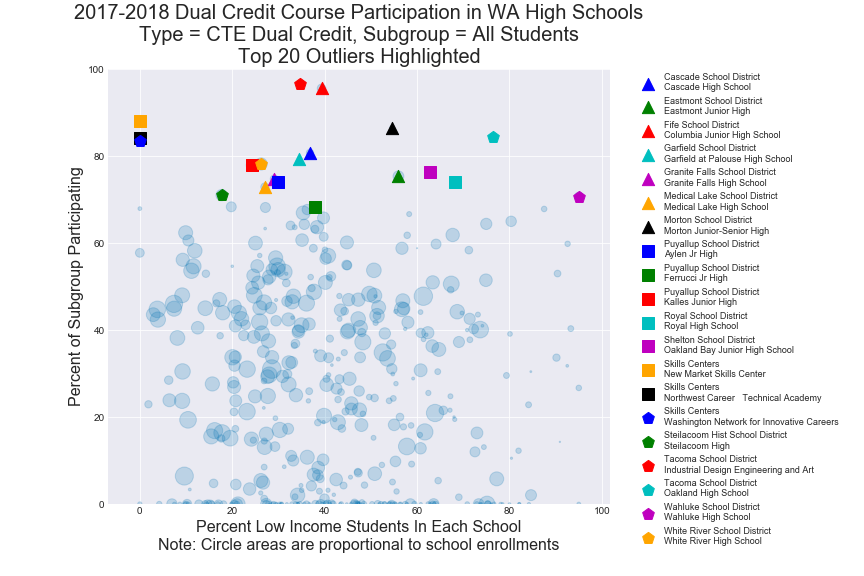 2017-2018 Dual Credit Course Participation in WA High Schools
Type = CTE Dual Credit, Subgroup = All Students
Top 20 Outliers Highlighted
Percent of Subgroup Participating
100
80
60
40
20
0
0
20
40
60
80
100
Percent Low Income Students In Each School
Note: Circle areas are proportional to school enrollments
Cascade School District
Cascade High School
Eastmont School District
Eastmont Junior High
Fife School District
Columbia Junior High School
Garfield School District
Garfield at Palouse High School
Granite Falls School District
Granite Falls High School
Medical Lake School District
Medical Lake High School
Morton School District
Morton Junior-Senior High
Puyallup School District
Aylen Jr High
Puyallup School District
Ferrucci Jr High
Puyallup School District
Kalles Junior High
Royal School District
Royal High School
Shelton School District
Oakland Bay Junior High School
Skills Centers
New Market Skills Center
Skills Centers
Northwest Career   Technical Academy
Skills Centers
Washington Network for Innovative Careers
Steilacoom Hist School District
Steilacoom High
Tacoma School District
Industrial Design Engineering and Art
Tacoma School District
Oakland High School
Wahluke School District
Wahluke High School
White River School District
White River High School